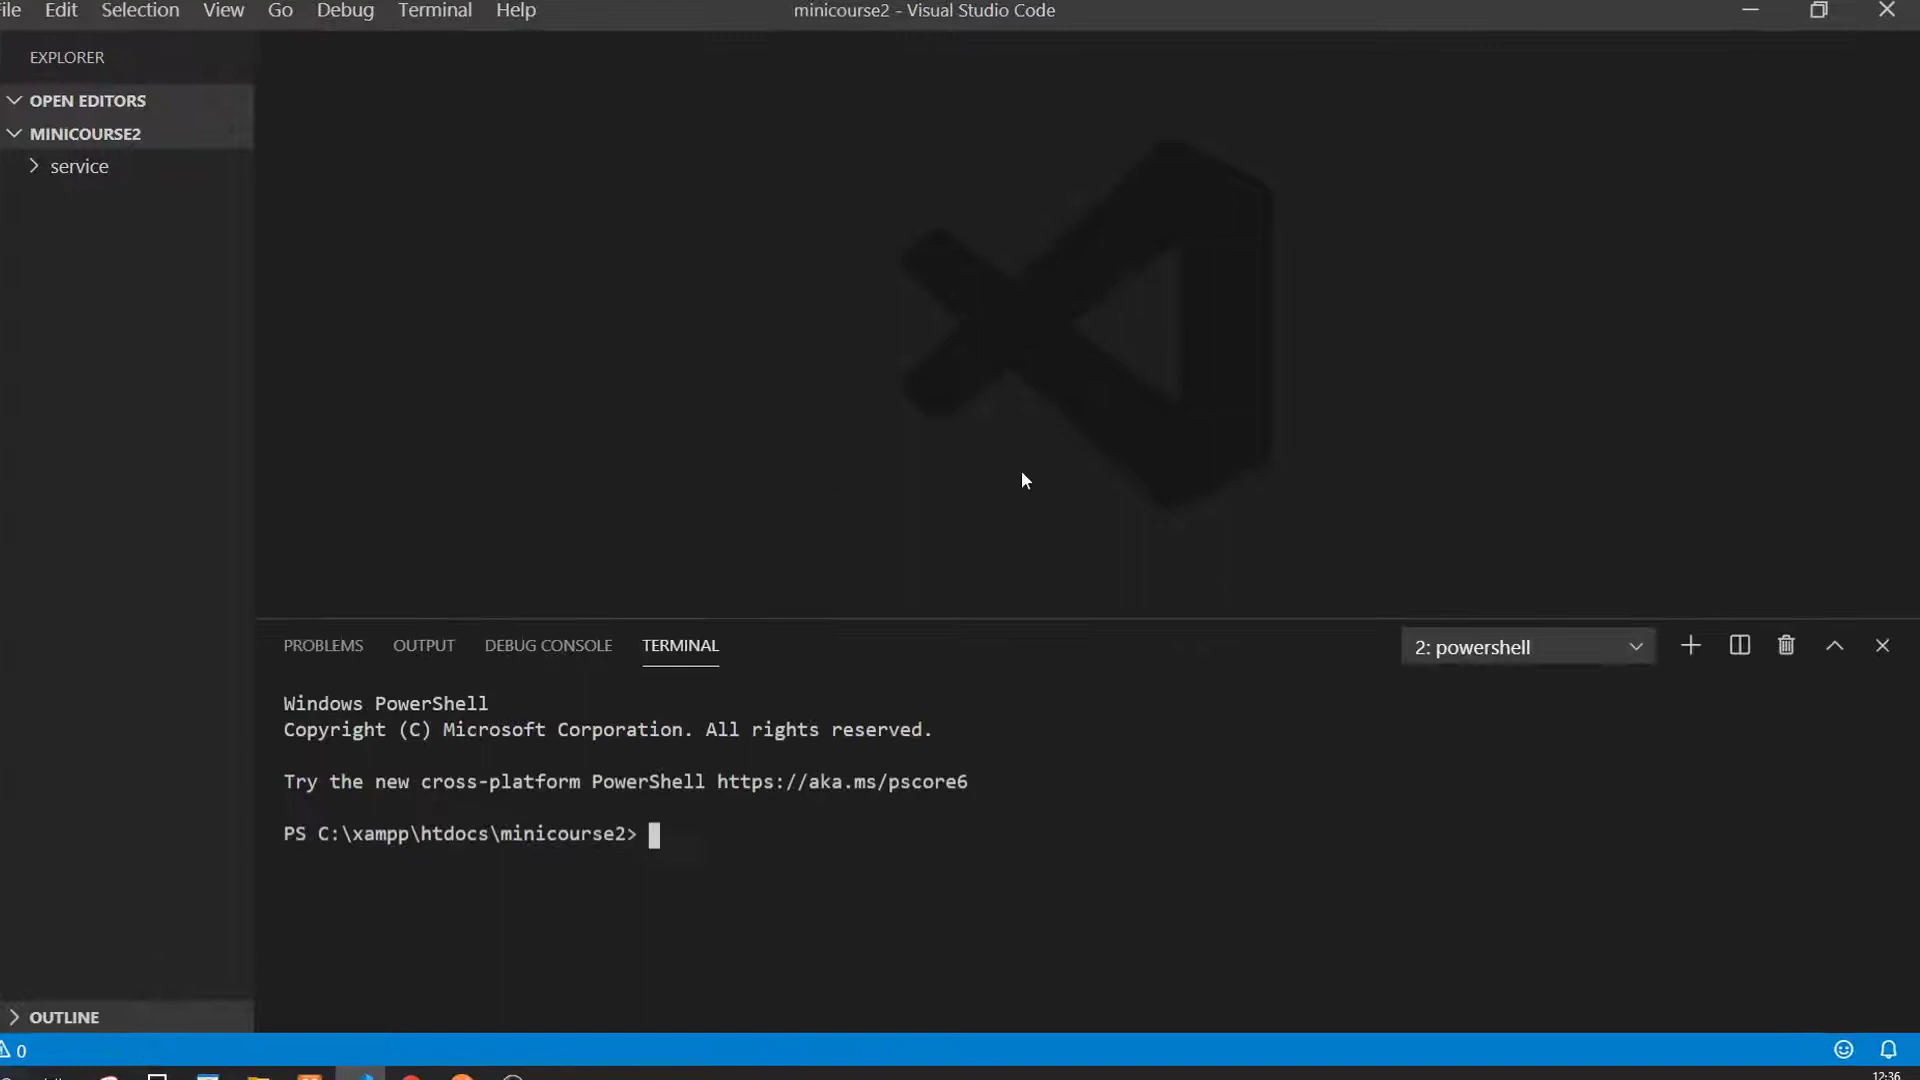 ile Edit Selection View Go Debug Terminal Help minicourse2 - Visual Studio Code
EXPLORER
OPEN EDITORS
MINICOURSE2
service
PROBLEMS OUTPUT DEBUG CONSOLE TERMINAL 2: powershell
Windows PowerShell
Copyright (C) Microsoft Corporation. All rights reserved.
Try the new cross-platform PowerShell https://aka.ms/pscore6
PS C:\xampp\htdocs\minicourse2>
OUTLINE
0
12:36